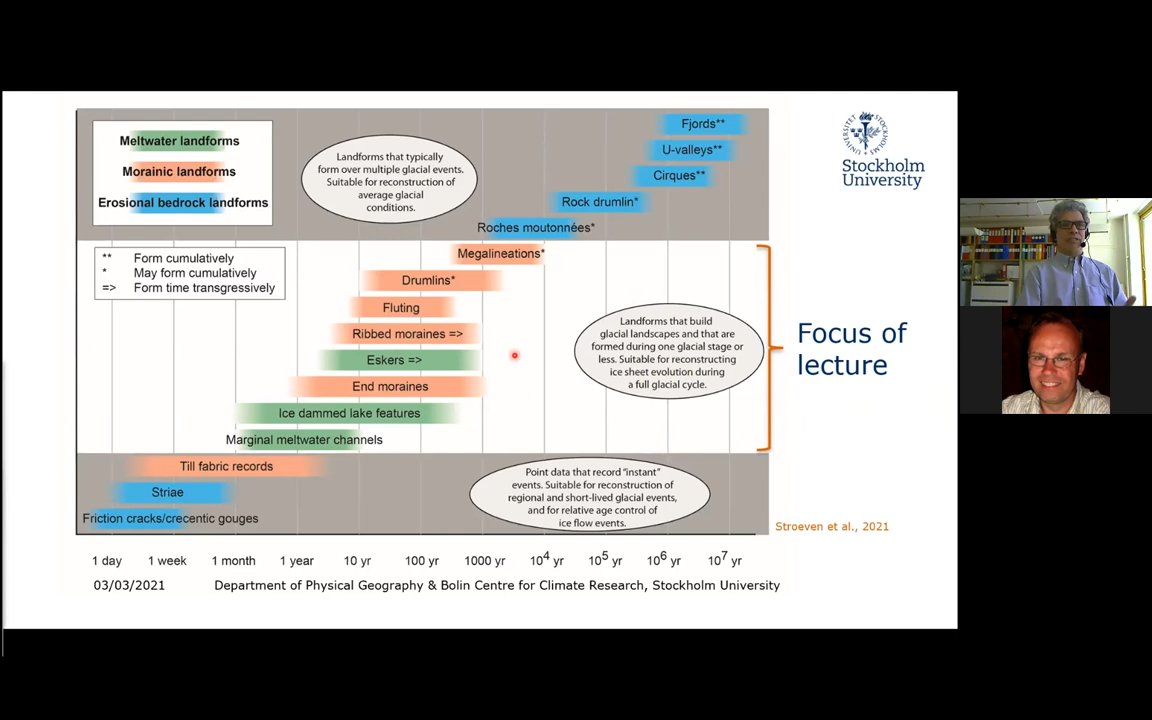 Meltwater landforms
Morainic landforms
Erosional bedrock landforms
Landforms that typically
form over multiple glacial events.
Suitable for reconstruction of
average glacial
conditions.
Fjords**
U-valleys**
Cirques**
Rock drumlin*
Roches moutonnées*
STOCKHOLMS UNIVERSITET
Stockholm
University
** Form cumulatively
* May form cumulatively
=> Form time transgressively
Megalineations*
Drumlins*
Fluting
Ribbed moraines =>
Eskers =>
End moraines
Ice dammed lake features
Marginal meltwater channels
Landforms that build
glacial landscapes and that are
formed during one glacial stage or
less. Suitable for reconstructing
ice sheet evolution during
a full glacial cycle.
Focus of
lecture
Till fabric records
Striae
Friction cracks/crecentic gouges
Point data that record "instant"
events. Suitable for reconstruction of
regional and short-lived glacial events,
and for relative age control of
ice flow events.
Stroeven et al., 2021
1 day 1 week 1 month 1 year 10 yr 100 yr 1000 yr 10⁴ yr 10⁵ yr 10⁶ yr 10⁷ yr
03/03/2021 Department of Physical Geography & Bolin Centre for Climate Research, Stockholm University